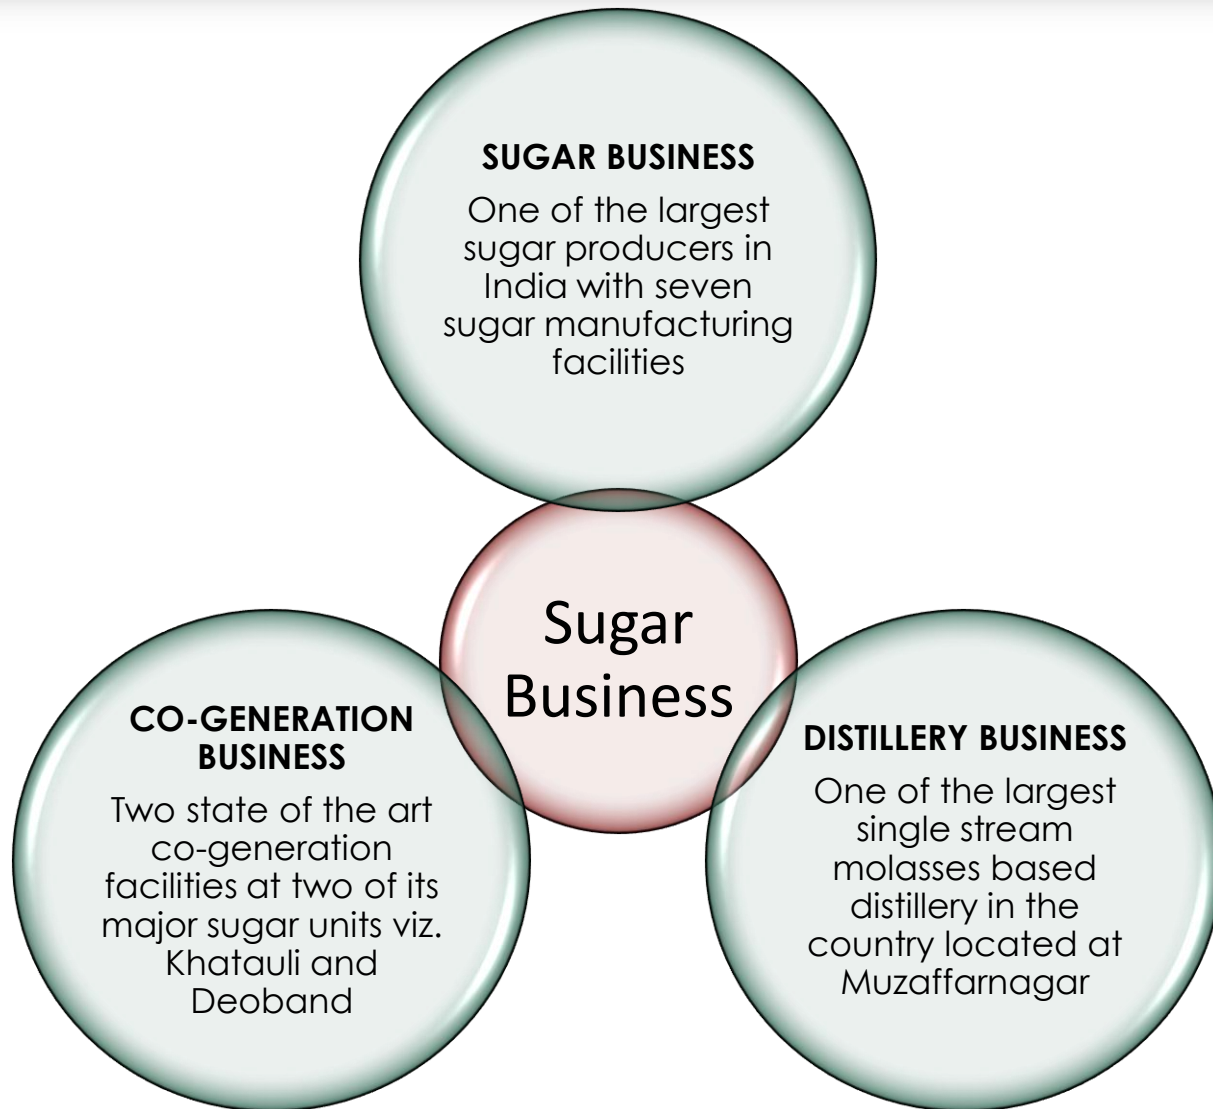 SUGAR BUSINESS
One of the largest
sugar producers in
India with seven
sugar manufacturing
facilities
Sugar
Business
CO-GENERATION
BUSINESS
Two state of the art
co-generation
facilities at two of its
major sugar units viz.
Khatauli and
Deoband
DISTILLERY BUSINESS
One of the largest
single stream
molasses based
distillery in the
country located at
Muzaffarnagar